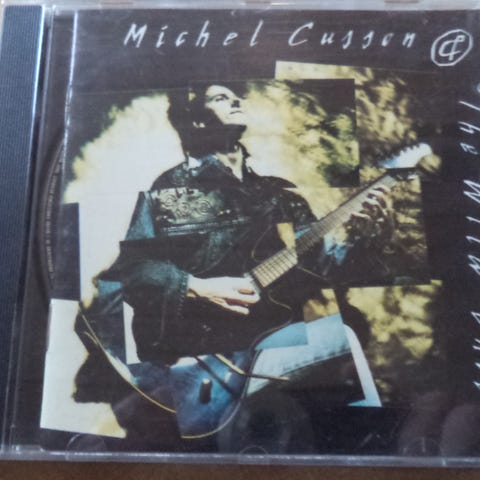 Michel Cusson &
The Wild Unit